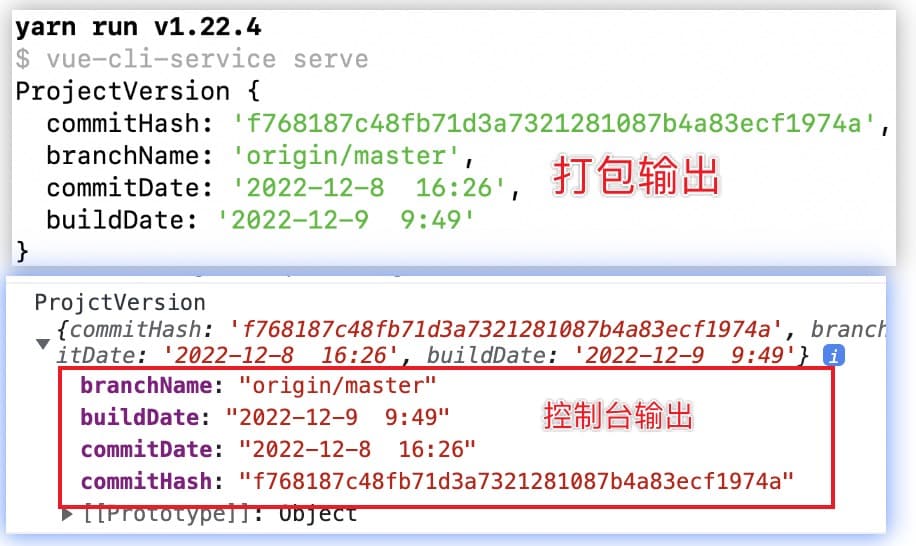 yarn run v1.22.4
$ vue-cli-service serve
ProjectVersion {
commitHash: 'f768187c48fb71d3a7321281087b4a83ecf1974a',
branchName: 'origin/master',
commitDate: '2022-12-8  16:26',
打包输出
buildDate: '2022-12-9  9:49'
}
ProjctVersion
{commitHash: 'f768187c48fb71d3a7321281087b4a83ecf1974a', branch
itDate: '2022-12-8  16:26', buildDate: '2022-12-9  9:49'} i
branchName: "origin/master"
buildDate: "2022-12-9  9:49"
控制台输出
commitDate: "2022-12-8  16:26"
commitHash: "f768187c48fb71d3a7321281087b4a83ecf1974a"
[[Prototype]]: Object